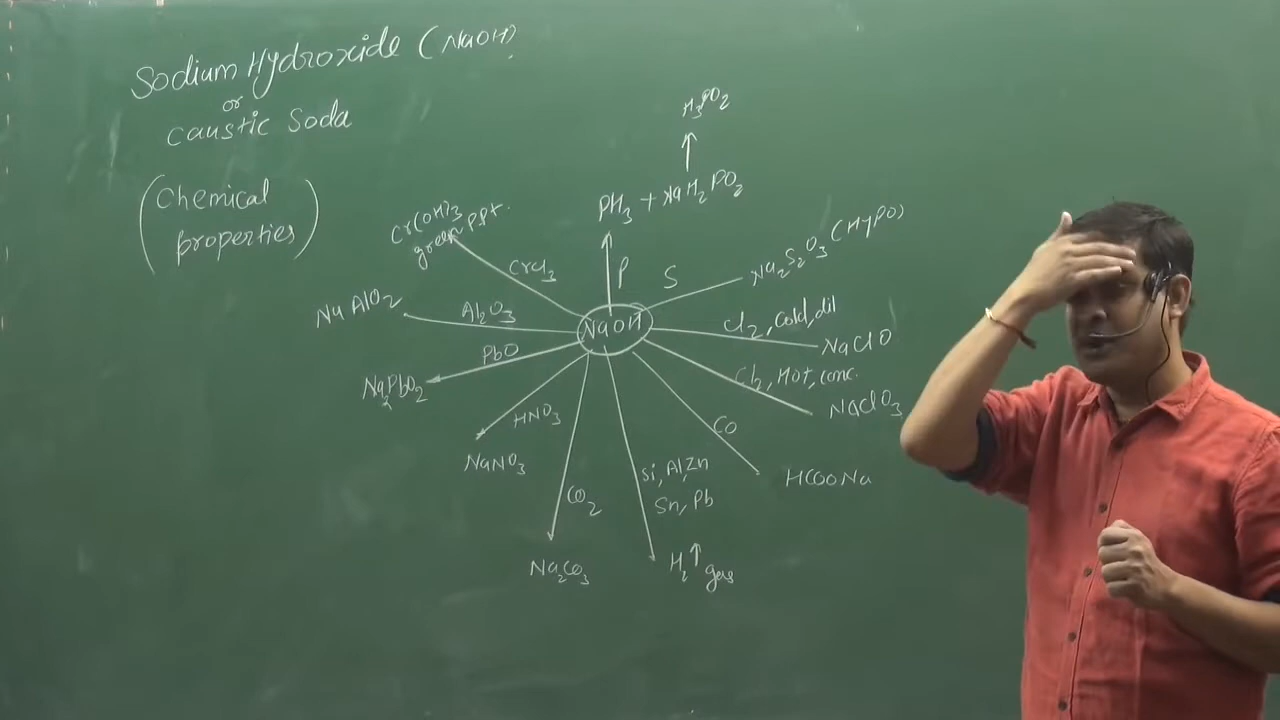 Sodium Hydroxide (NaOH)
or
Caustic Soda
(Chemical
properties)
H3PO2
PH3 + NaH2PO2
P
S
Na2S2O3 (HYPO)
Cr(OH)3
green ppt.
CrCl3
NaAlO2
Al2O3
NaOH
Cl2, Cold, dil
NaClO
PbO
Na2PbO2
Cl2, Hot, conc.
NaClO3
HNO3
NaNO3
CO
HCOONa
Si, Al, Zn
Sn, Pb
CO2
Na2CO3
H2↑ gas